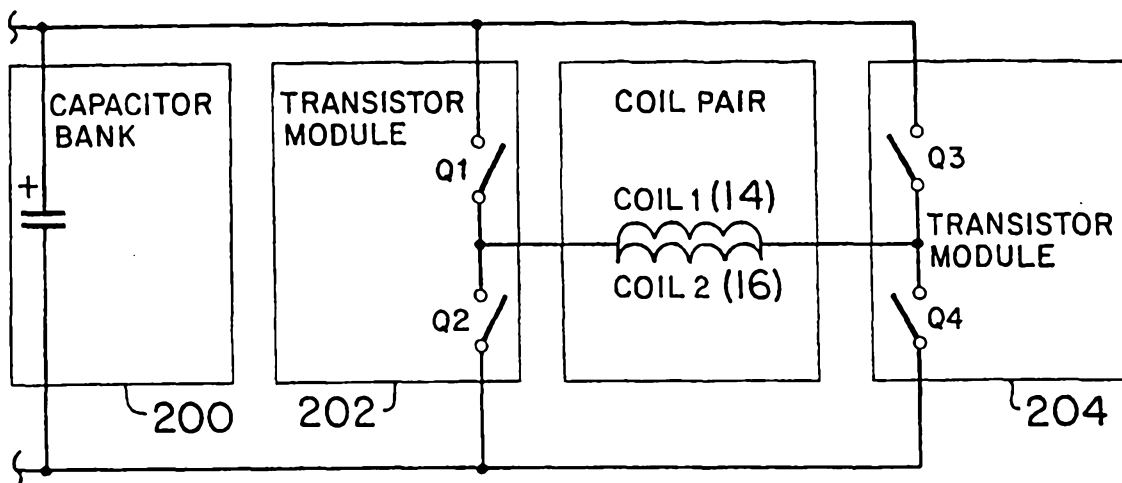 CAPACITOR
BANK
+
200
TRANSISTOR
MODULE
Q1
Q2
202
COIL PAIR
COIL 1 (14)
COIL 2 (16)
Q3
TRANSISTOR
MODULE
Q4
204